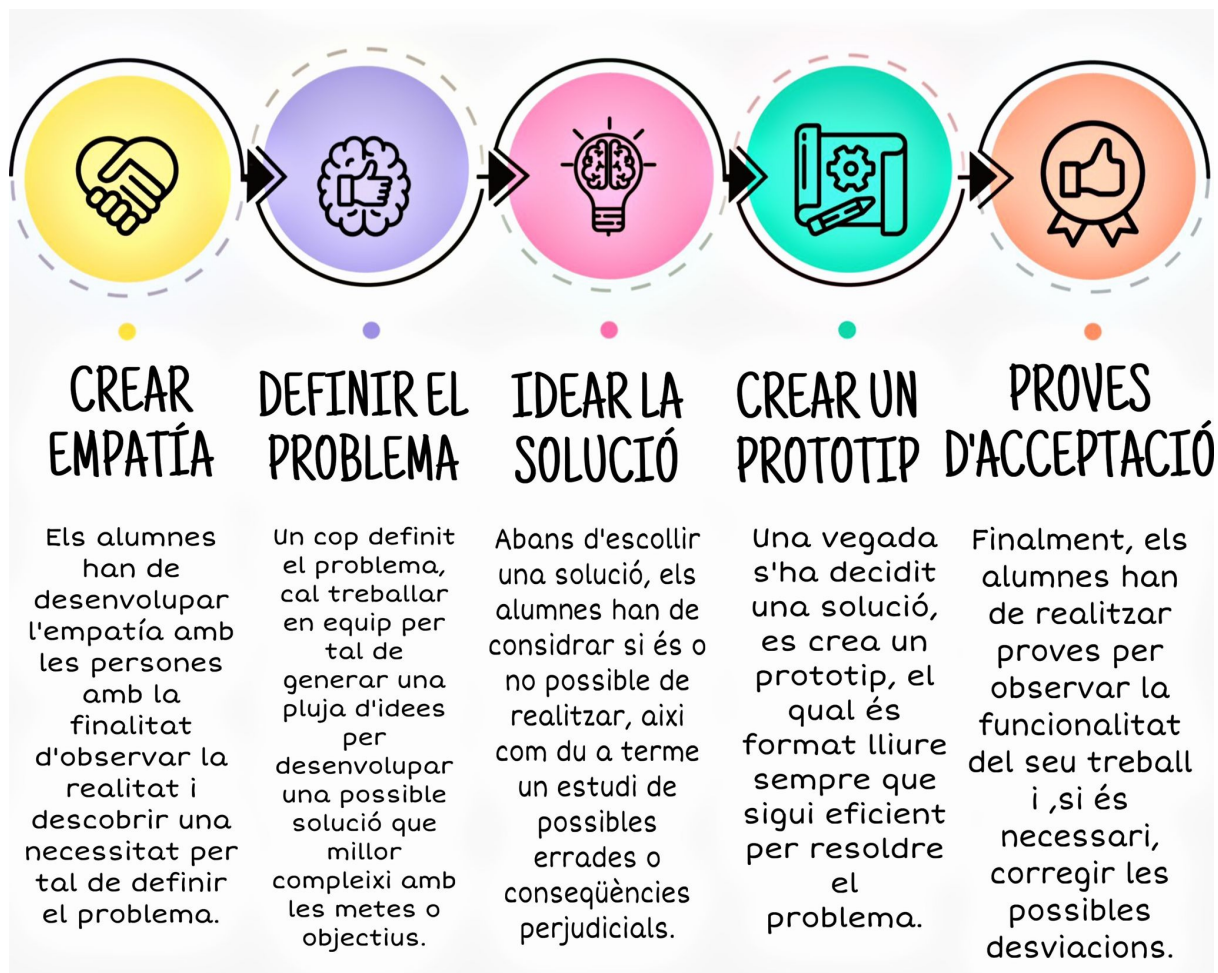 CREAR
EMPATÍA
Els alumnes
han de
desenvolupar
l'empatía amb
les persones
amb la
finalitat
d'observar la
realitat i
descobrir una
necessitat per
tal de definir
el problema.
DEFINIR EL
PROBLEMA
Un cop definit
el problema,
cal treballar
en equip per
tal de
generar una
pluja d'idees
per
desenvolupar
una possible
solució que
millor
compleixi amb
les metes o
objectius.
IDEAR LA
SOLUCIÓ
Abans d'escollir
una solució, els
alumnes han de
considrar si és o
no possible de
realitzar, aixi
com du a terme
un estudi de
possibles
errades o
conseqüències
perjudicials.
CREAR UN
PROTOTIP
Una vegada
s'ha decidit
una solució,
es crea un
prototip, el
qual és
format lliure
sempre que
sigui eficient
per resoldre
el
problema.
PROVES
D'ACCEPTACIÓ
Finalment, els
alumnes han
de realitzar
proves per
observar la
funcionalitat
del seu treball
i ,si és
necessari,
corregir les
possibles
desviacions.